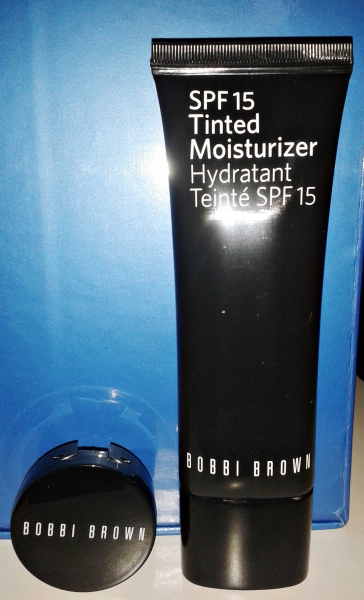 SPF 15
Tinted
Moisturizer
Hydratant
Teinté SPF 15
BOBBI BROWN
BOBBI BROWN